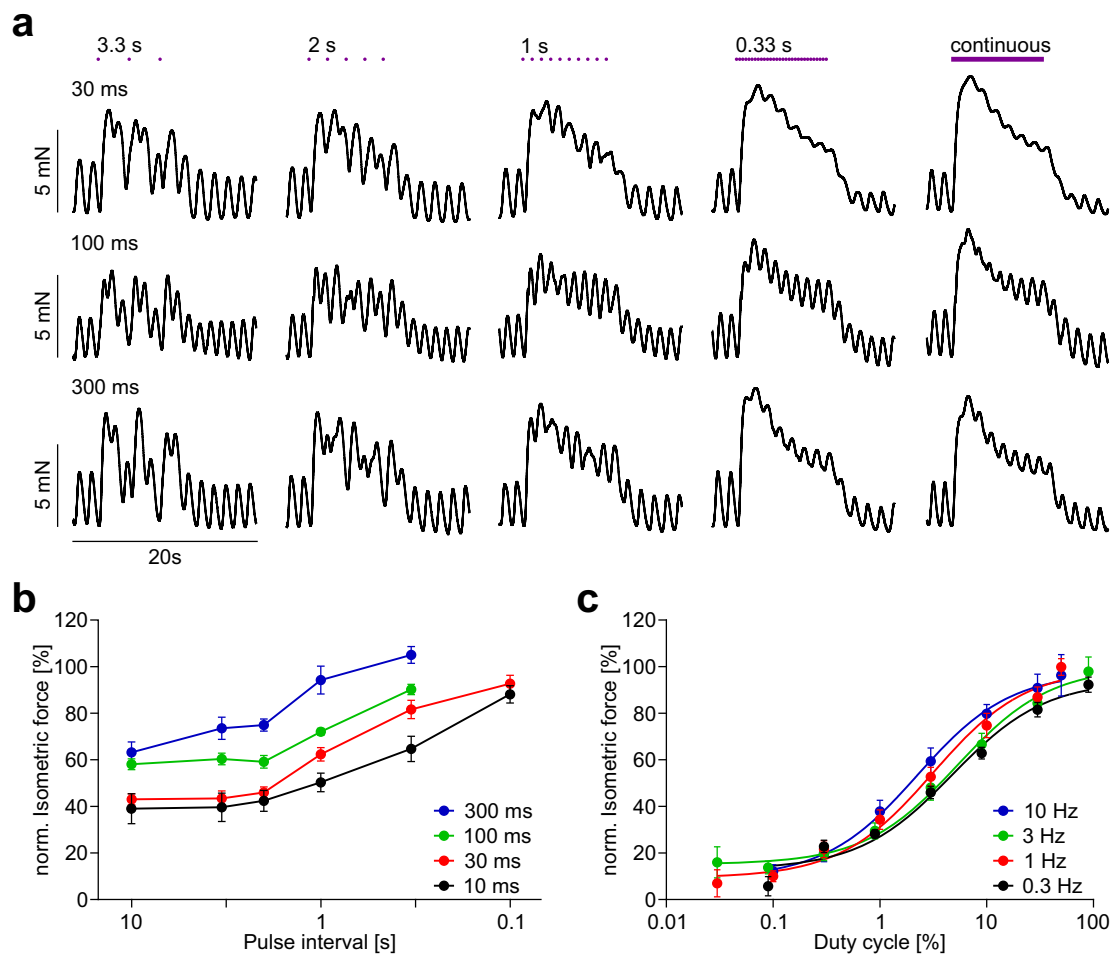 a
3.3 s 2 s 1 s 0.33 s continuous
30 ms
5 mN
100 ms
5 mN
300 ms
5 mN
20s
b
norm. Isometric force [%]
120
100
80
60
40
20
0
10 1 0.1
Pulse interval [s]
300 ms
100 ms
30 ms
10 ms
c
norm. Isometric force [%]
120
100
80
60
40
20
0
0.01 0.1 1 10 100
Duty cycle [%]
10 Hz
3 Hz
1 Hz
0.3 Hz